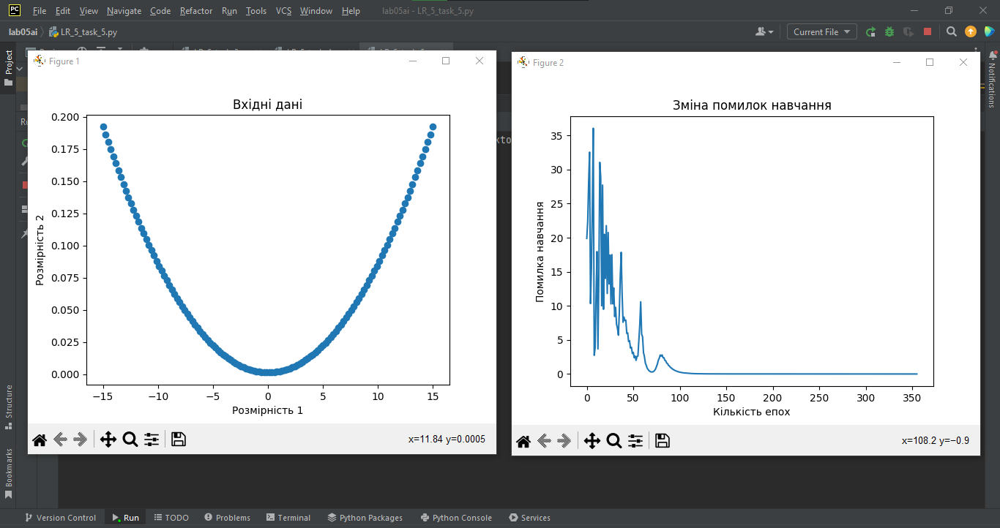 PC File Edit View Navigate Code Refactor Run Tools VCS Window Help lab05ai - LR_5_task_5.py
lab05ai LR_5_task_5.py Current File
Project
Structure
Bookmarks
Notifications
Figure 1
Вхідні дані
0.200
0.175
0.150
0.125
0.100
0.075
0.050
0.025
0.000
Розмірність 2
−15 −10 −5 0 5 10 15
Розмірність 1
x=11.84 y=0.0005
Figure 2
Зміна помилок навчання
35
30
25
20
15
10
5
0
Помилка навчання
0 50 100 150 200 250 300 350
Кількість епох
x=108.2 y=−0.9
Version Control Run TODO Problems Terminal Python Packages Python Console Services